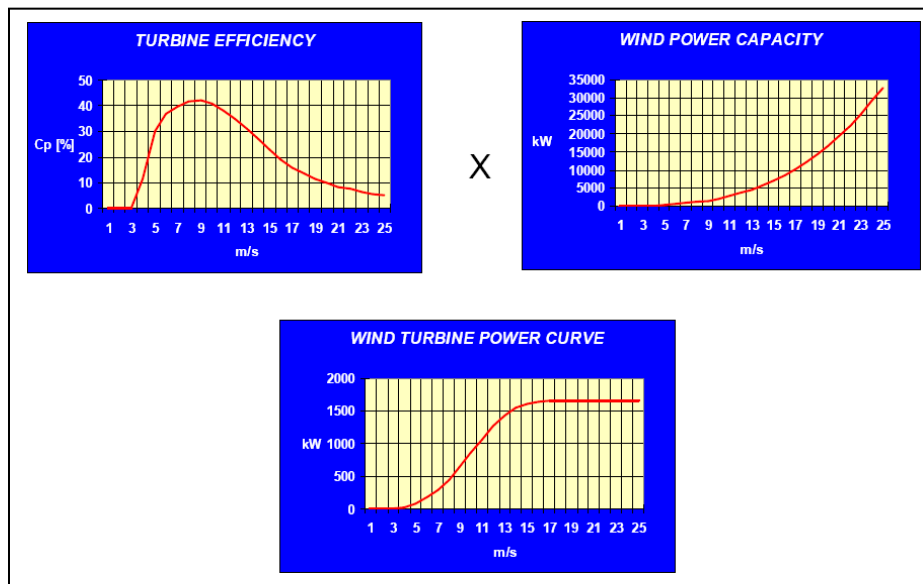 TURBINE EFFICIENCY
50
40
30
20
10
0
Cp [%]
1 3 5 7 9 11 13 15 17 19 21 23 25
m/s
X
WIND POWER CAPACITY
35000
30000
25000
20000
15000
10000
5000
0
kW
1 3 5 7 9 11 13 15 17 19 21 23 25
m/s
WIND TURBINE POWER CURVE
2000
1500
kW 1000
500
0
1 3 5 7 9 11 13 15 17 19 21 23 25
m/s